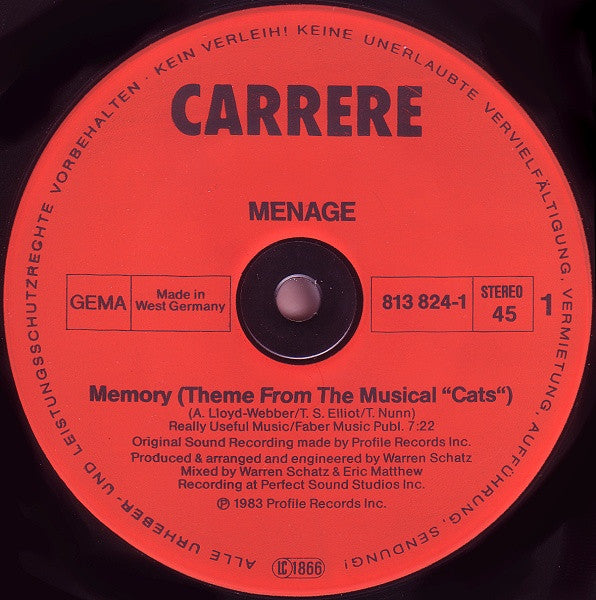 ALLE URHEBER- UND LEISTUNGSSCHUTZRECHTE VORBEHALTEN · KEIN VERLEIH! KEINE UNERLAUBTE VERVIELFÄLTIGUNG, VERMIETUNG, AUFFÜHRUNG, SENDUNG!
CARRERE
MENAGE
GEMA
Made in
West Germany
813 824-1
STEREO
45
1
Memory (Theme From The Musical “Cats“)
(A. Lloyd-Webber/T. S. Elliot/T. Nunn)
Really Useful Music/Faber Music Publ. 7:22
Original Sound Recording made by Profile Records Inc.
Produced & arranged and engineered by Warren Schatz
Mixed by Warren Schatz & Eric Matthew
Recording at Perfect Sound Studios Inc.
℗ 1983 Profile Records Inc.
LC 1866